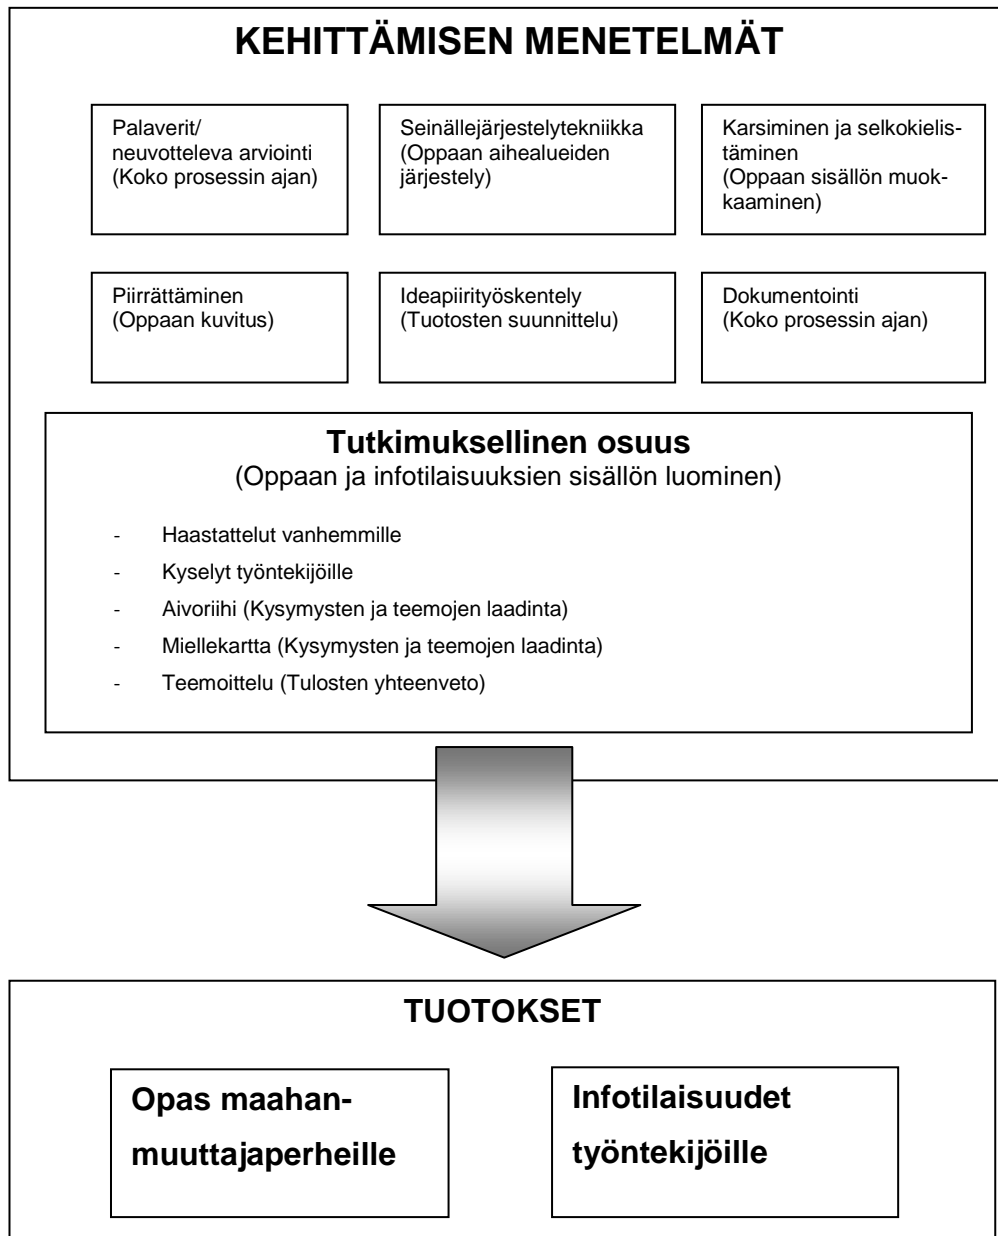 KEHITTÄMISEN MENETELMÄT
Palaverit/
neuvotteleva arviointi
(Koko prosessin ajan)
Seinällejärjestelytekniikka
(Oppaan aihealueiden
järjestely)
Karsiminen ja selkokielis-
täminen
(Oppaan sisällön muok-
kaaminen)
Piirrättäminen
(Oppaan kuvitus)
Ideapiirityöskentely
(Tuotosten suunnittelu)
Dokumentointi
(Koko prosessin ajan)
Tutkimuksellinen osuus
(Oppaan ja infotilaisuuksien sisällön luominen)
- Haastattelut vanhemmille
- Kyselyt työntekijöille
- Aivoriihi (Kysymysten ja teemojen laadinta)
- Miellekartta (Kysymysten ja teemojen laadinta)
- Teemoittelu (Tulosten yhteenveto)
TUOTOKSET
Opas maahan-
muuttajaperheille
Infotilaisuudet
työntekijöille